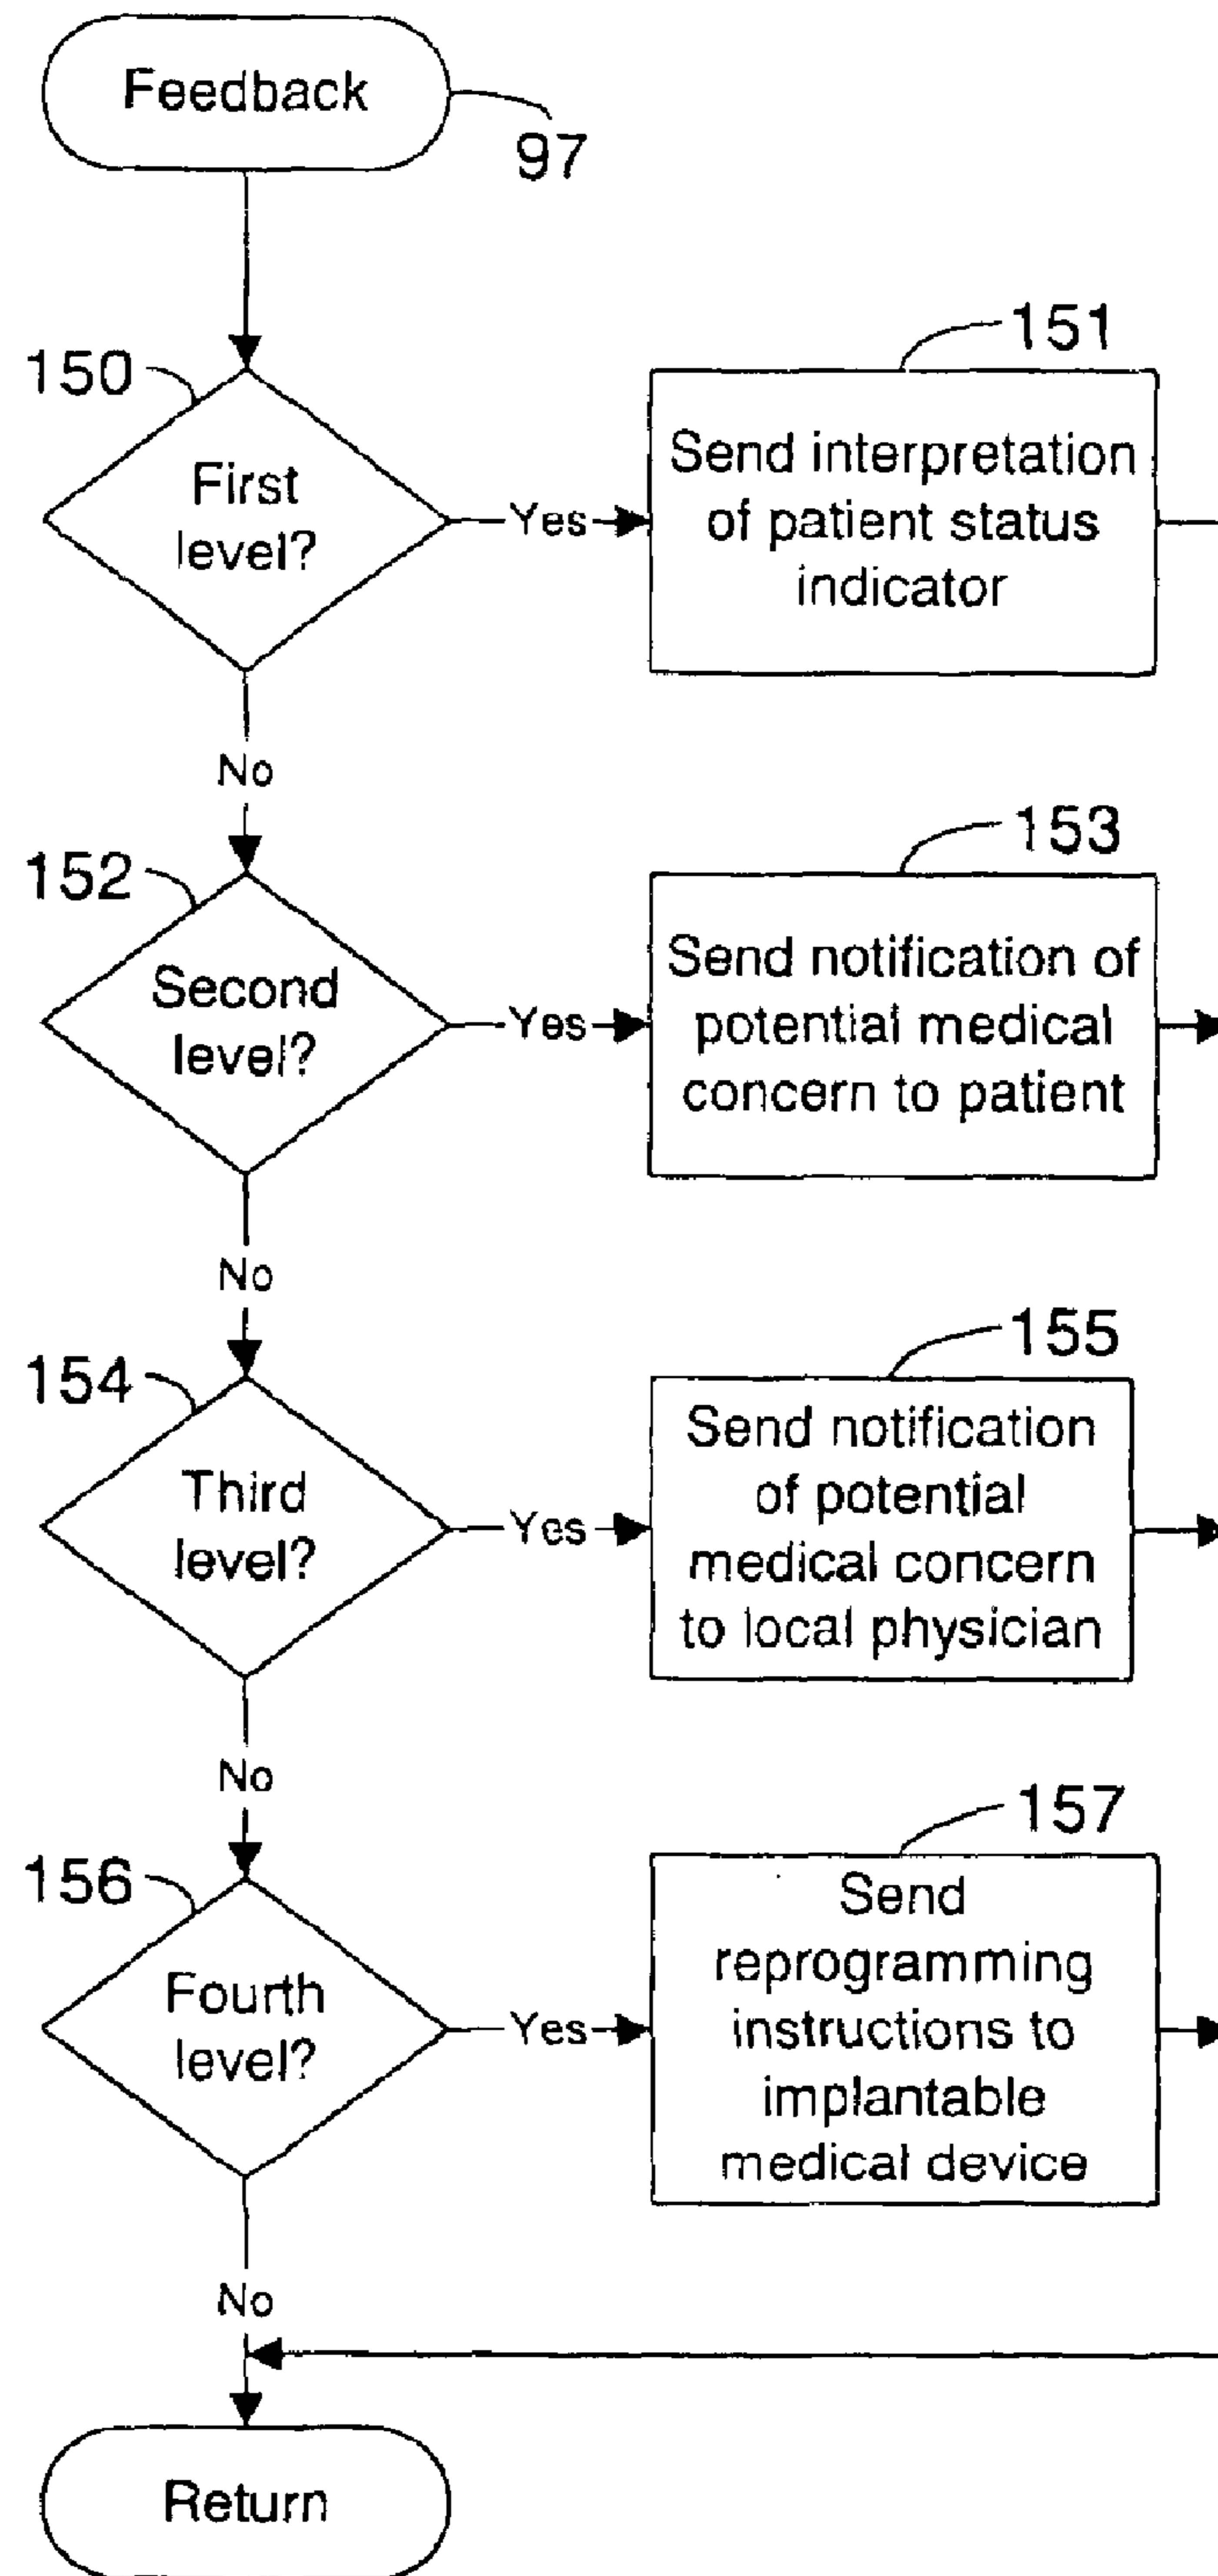 Feedback
97
150
First
level?
Yes
151
Send interpretation
of patient status
indicator
No
152
Second
level?
Yes
153
Send notification of
potential medical
concern to patient
No
154
Third
level?
Yes
155
Send notification
of potential
medical concern
to local physician
No
156
Fourth
level?
Yes
157
Send
reprogramming
instructions to
implantable
medical device
No
Return